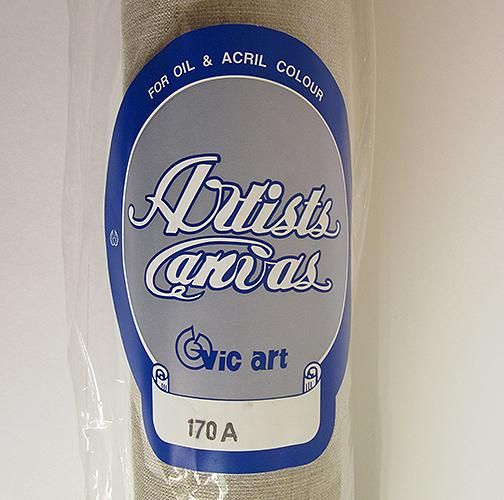 FOR OIL & ACRIL COLOUR
Artists
Canvas
vic art
170 A